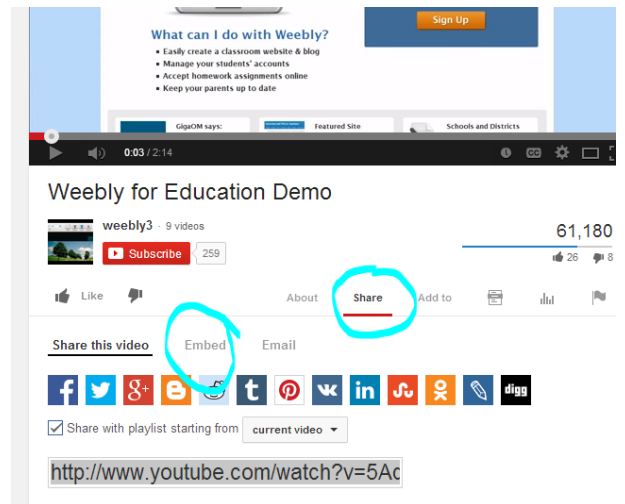 Sign Up
What can I do with Weebly?
• Easily create a classroom website & blog
• Manage your students' accounts
• Accept homework assignments online
• Keep your parents up to date
GigaOM says: Featured Site Schools and Districts
0:03 / 2:14 CC
Weebly for Education Demo
weebly3 · 9 videos
61,180
Subscribe 259
26 8
Like About Share Add to
Share this video Embed Email
f 8+ B t P in digg
Share with playlist starting from current video
http://www.youtube.com/watch?v=5Ac